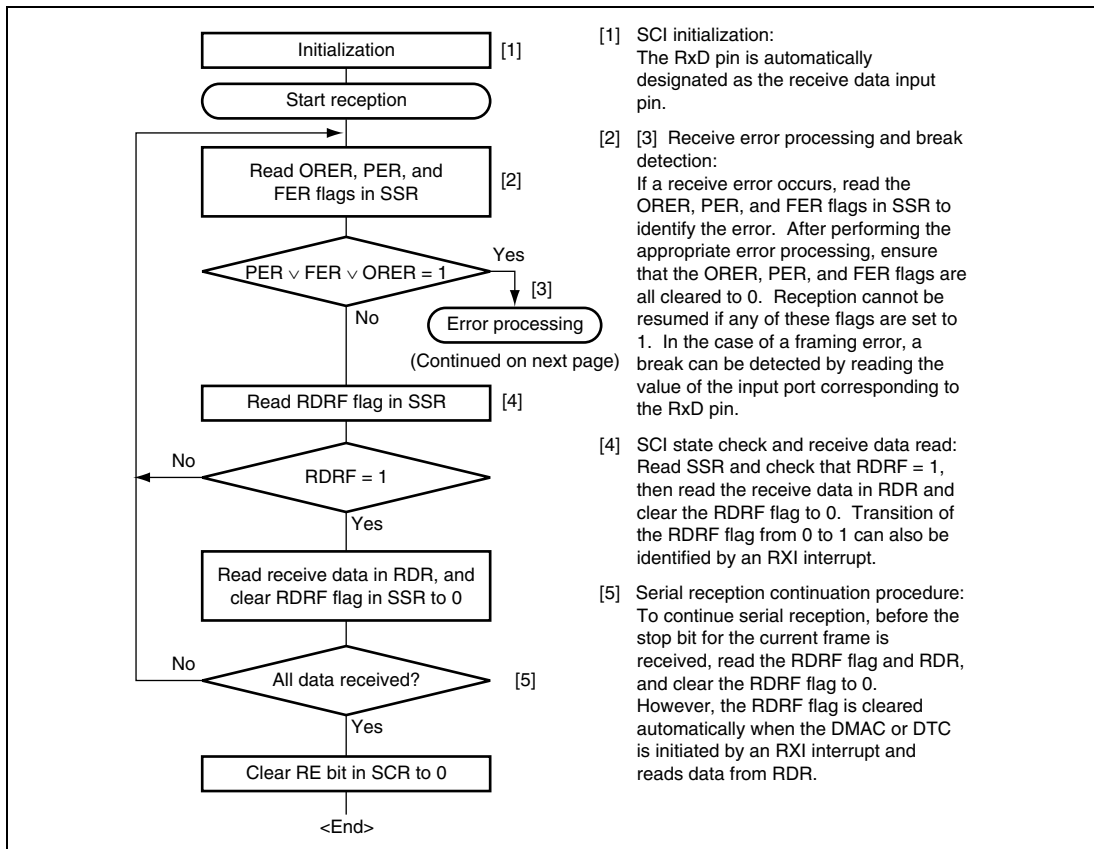 Initialization
[1]
Start reception
Read ORER, PER, and
FER flags in SSR
[2]
PER ∨ FER ∨ ORER = 1
Yes
[3]
No
Error processing
(Continued on next page)
Read RDRF flag in SSR
[4]
No
RDRF = 1
Yes
Read receive data in RDR, and
clear RDRF flag in SSR to 0
No
All data received?
[5]
Yes
Clear RE bit in SCR to 0
<End>
[1] SCI initialization:
The RxD pin is automatically
designated as the receive data input
pin.
[2] [3] Receive error processing and break
detection:
If a receive error occurs, read the
ORER, PER, and FER flags in SSR to
identify the error. After performing the
appropriate error processing, ensure
that the ORER, PER, and FER flags are
all cleared to 0. Reception cannot be
resumed if any of these flags are set to
1. In the case of a framing error, a
break can be detected by reading the
value of the input port corresponding to
the RxD pin.
[4] SCI state check and receive data read:
Read SSR and check that RDRF = 1,
then read the receive data in RDR and
clear the RDRF flag to 0. Transition of
the RDRF flag from 0 to 1 can also be
identified by an RXI interrupt.
[5] Serial reception continuation procedure:
To continue serial reception, before the
stop bit for the current frame is
received, read the RDRF flag and RDR,
and clear the RDRF flag to 0.
However, the RDRF flag is cleared
automatically when the DMAC or DTC
is initiated by an RXI interrupt and
reads data from RDR.